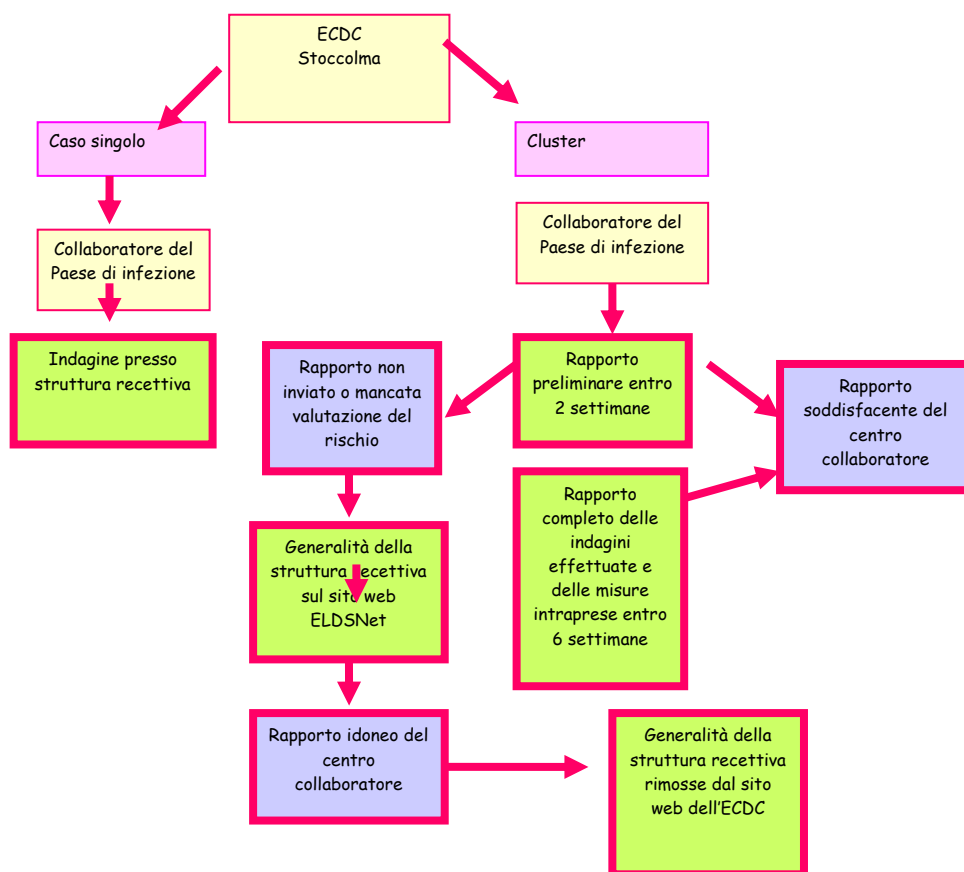 ECDC
Stoccolma
Caso singolo
Cluster
Collaboratore del
Paese di infezione
Collaboratore del
Paese di infezione
Indagine presso
struttura recettiva
Rapporto non
inviato o mancata
valutazione del
rischio
Rapporto
preliminare entro
2 settimane
Rapporto
soddisfacente del
centro
collaboratore
Rapporto
completo delle
indagini
effettuate e
delle misure
intraprese entro
6 settimane
Generalità della
struttura recettiva
sul sito web
ELDSNet
Rapporto idoneo del
centro
collaboratore
Generalità della
struttura recettiva
rimosse dal sito
web dell'ECDC